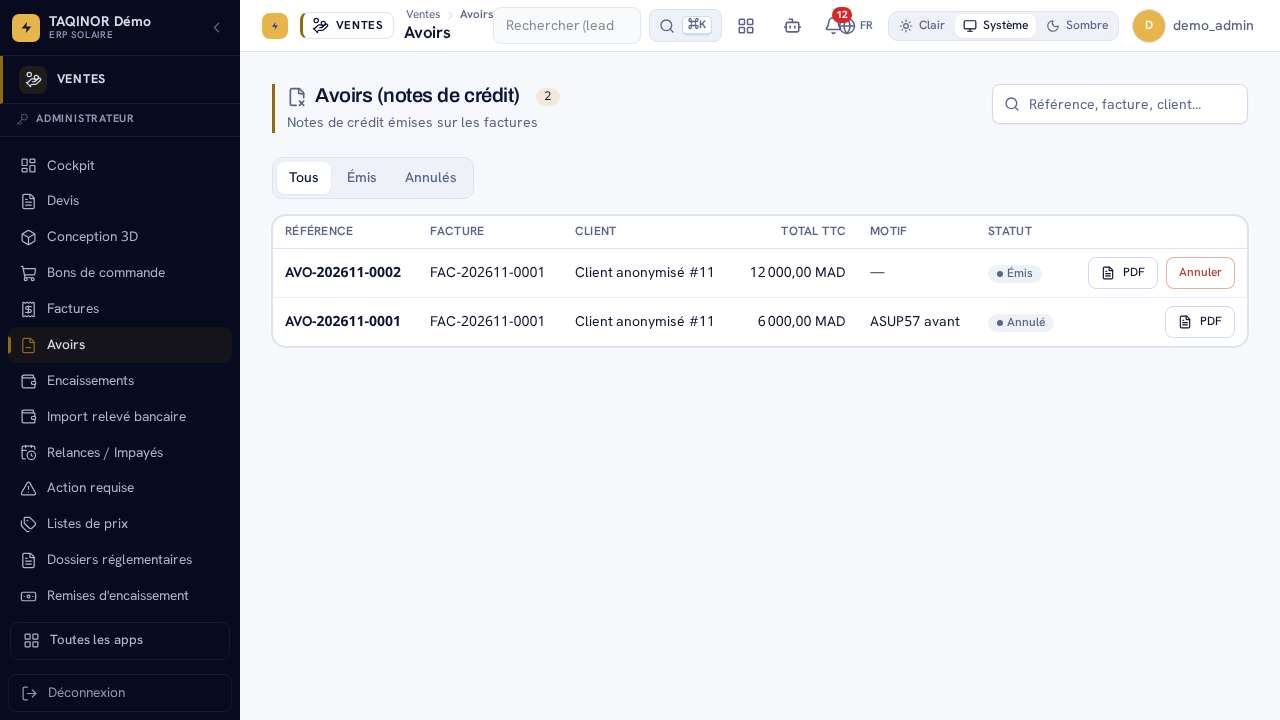 TAQINOR Démo
ERP SOLAIRE
VENTES
ADMINISTRATEUR
Cockpit
Devis
Conception 3D
Bons de commande
Factures
Avoirs
Encaissements
Import relevé bancaire
Relances / Impayés
Action requise
Listes de prix
Dossiers réglementaires
Remises d'encaissement
Toutes les apps
Déconnexion
VENTES
Ventes > Avoirs
Avoirs
Rechercher (lead
⌘K
12
FR
Clair
Système
Sombre
D
demo_admin
Avoirs (notes de crédit) 2
Notes de crédit émises sur les factures
Référence, facture, client...
Tous Émis Annulés
RÉFÉRENCE FACTURE CLIENT TOTAL TTC MOTIF STATUT
AVO-202611-0002 FAC-202611-0001 Client anonymisé #11 12 000,00 MAD — Émis PDF Annuler
AVO-202611-0001 FAC-202611-0001 Client anonymisé #11 6 000,00 MAD ASUP57 avant Annulé PDF